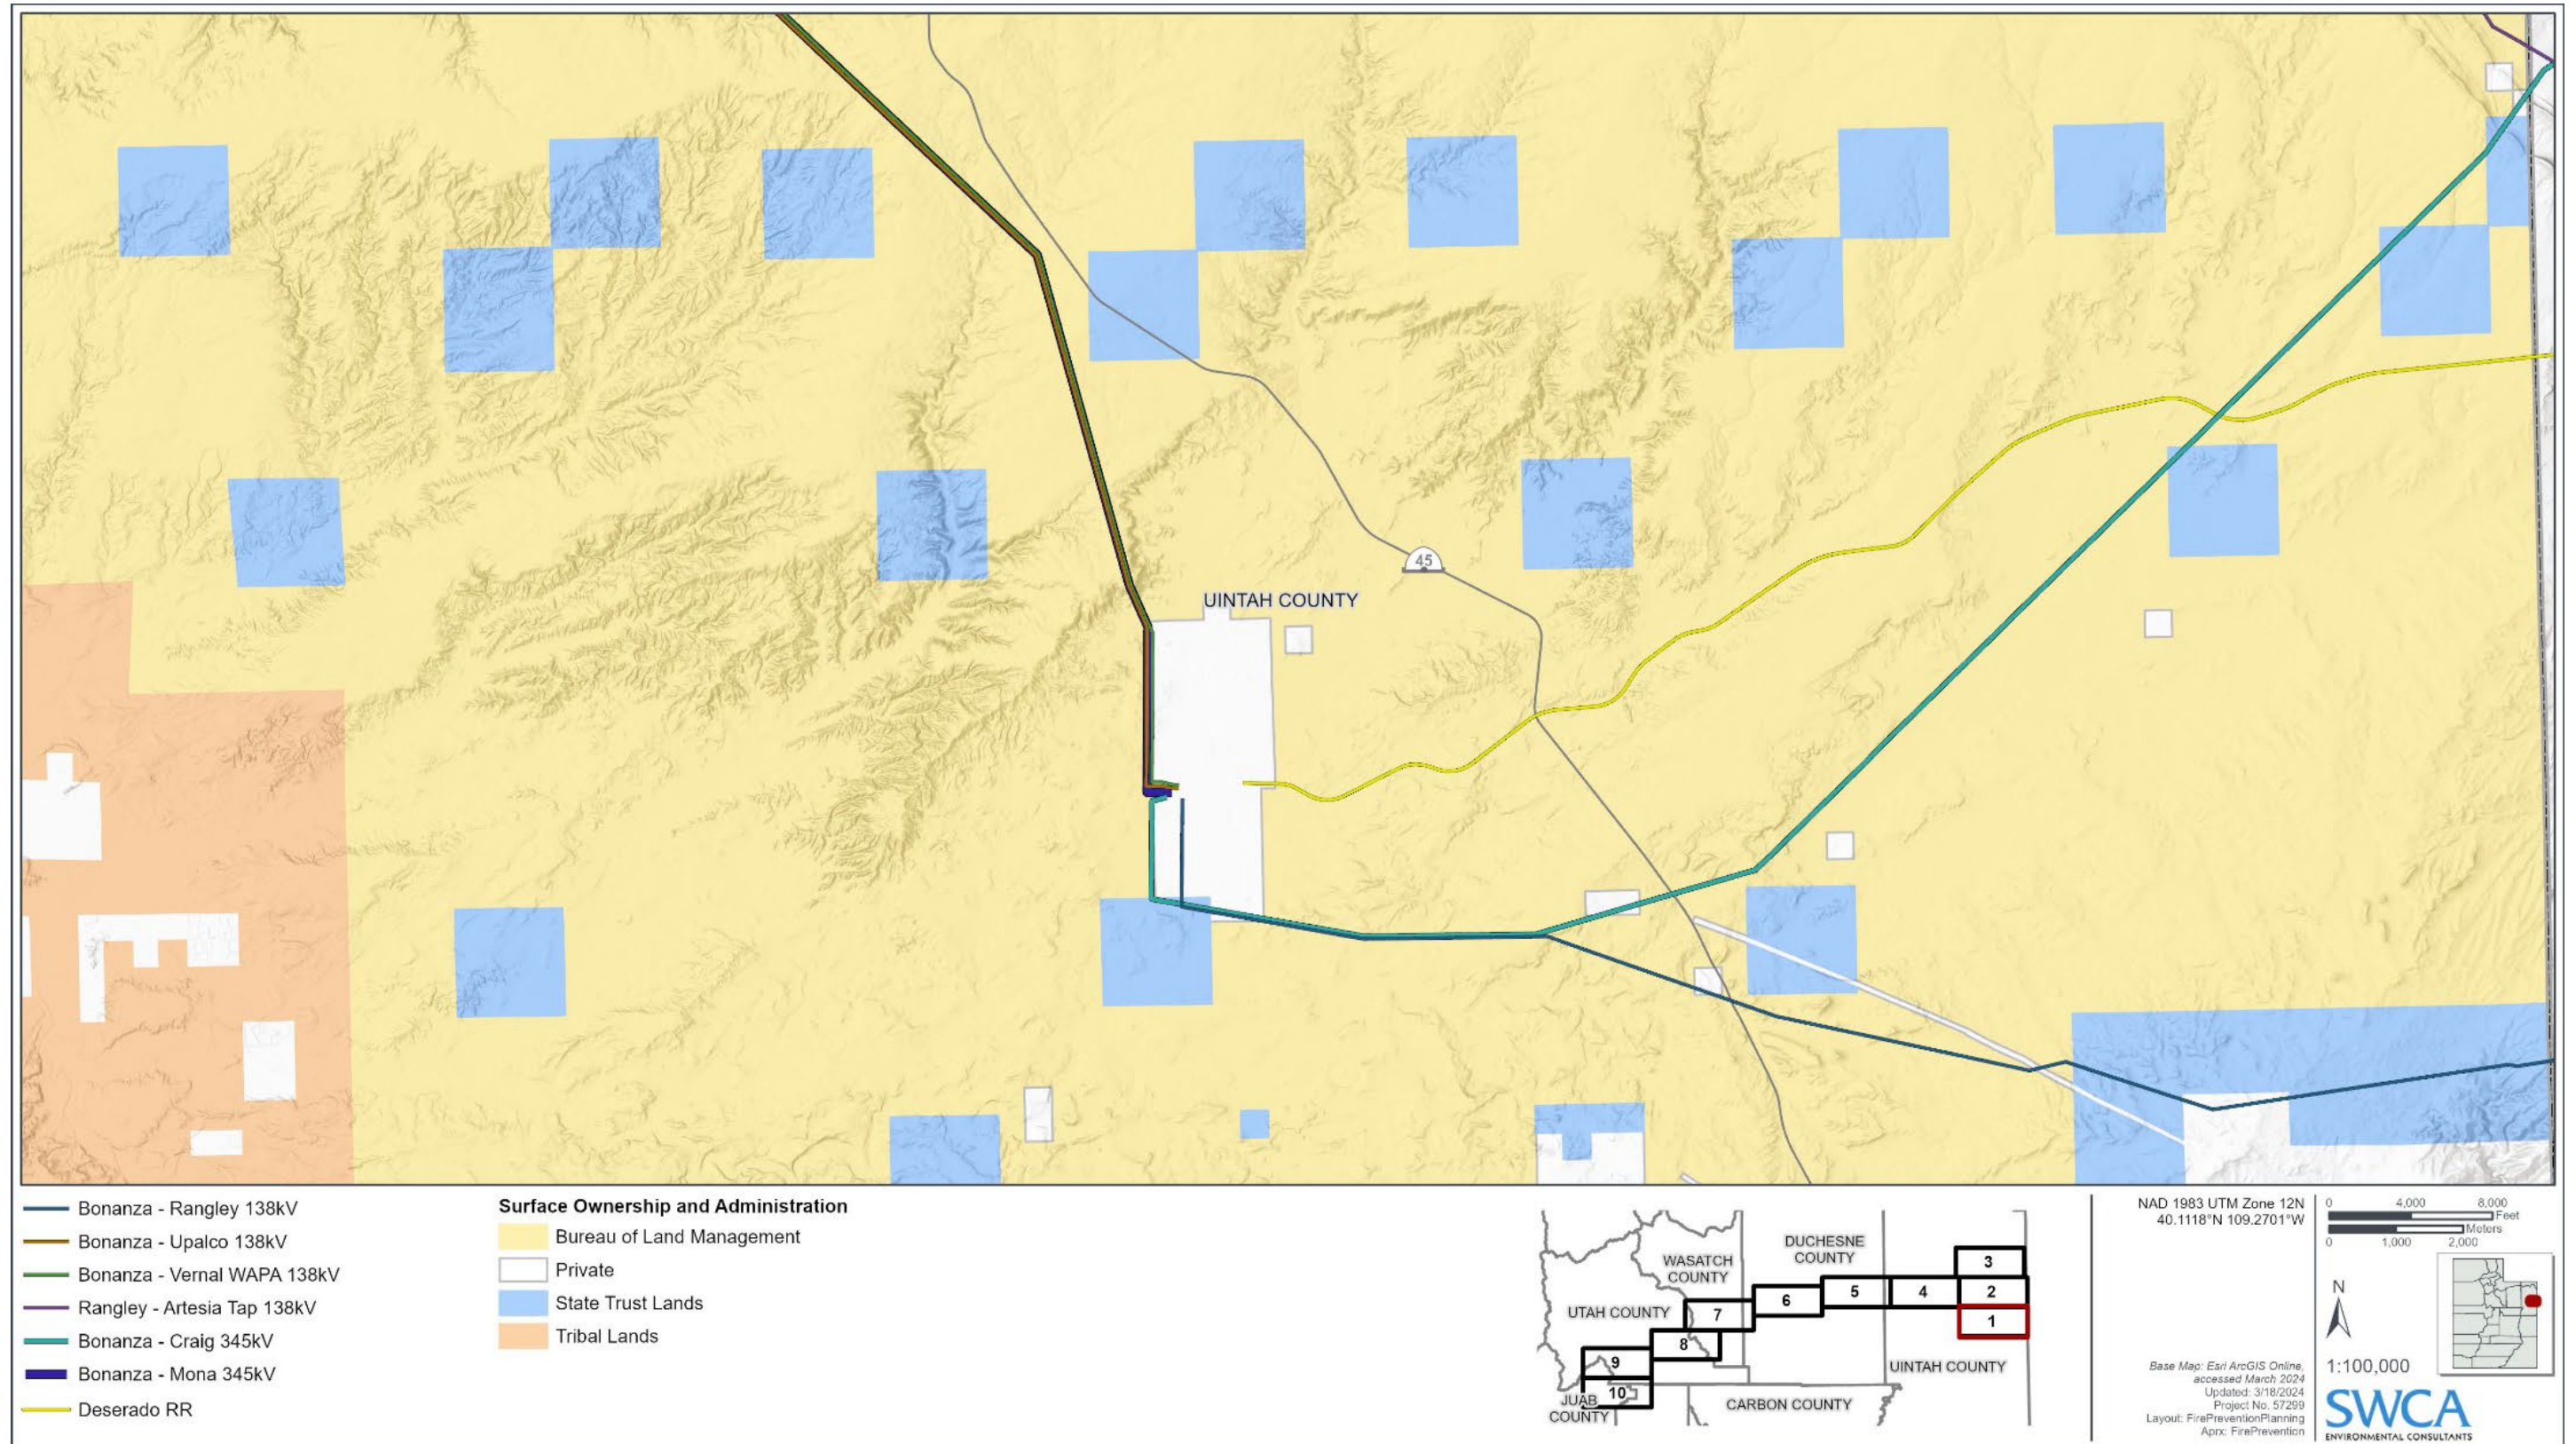 45
UINTAH COUNTY
Bonanza - Rangley 138kV
Bonanza - Upalco 138kV
Bonanza - Vernal WAPA 138kV
Rangley - Artesia Tap 138kV
Bonanza - Craig 345kV
Bonanza - Mona 345kV
Deserado RR
Surface Ownership and Administration
Bureau of Land Management
Private
State Trust Lands
Tribal Lands
DUCHESNE
COUNTY
WASATCH
COUNTY
UTAH COUNTY
3
2
1
4
5
6
7
8
9
10
UINTAH COUNTY
JUAB
COUNTY
CARBON COUNTY
NAD 1983 UTM Zone 12N
40.1118°N 109.2701°W
Base Map: Esri ArcGIS Online,
accessed March 2024
Updated: 3/18/2024
Project No. 57299
Layout: FirePreventionPlanning
Aprx: FirePrevention
0 4,000 8,000
Feet
Meters
0 1,000 2,000
N
1:100,000
SWCA
ENVIRONMENTAL CONSULTANTS